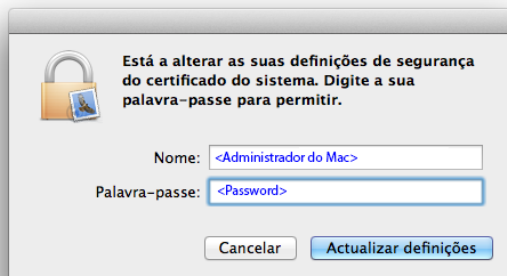 Está a alterar as suas definições de segurança
do certificado do sistema. Digite a sua
palavra-passe para permitir.
Nome: <Administrador do Mac>
Palavra-passe: <Password>
Cancelar Actualizar definições